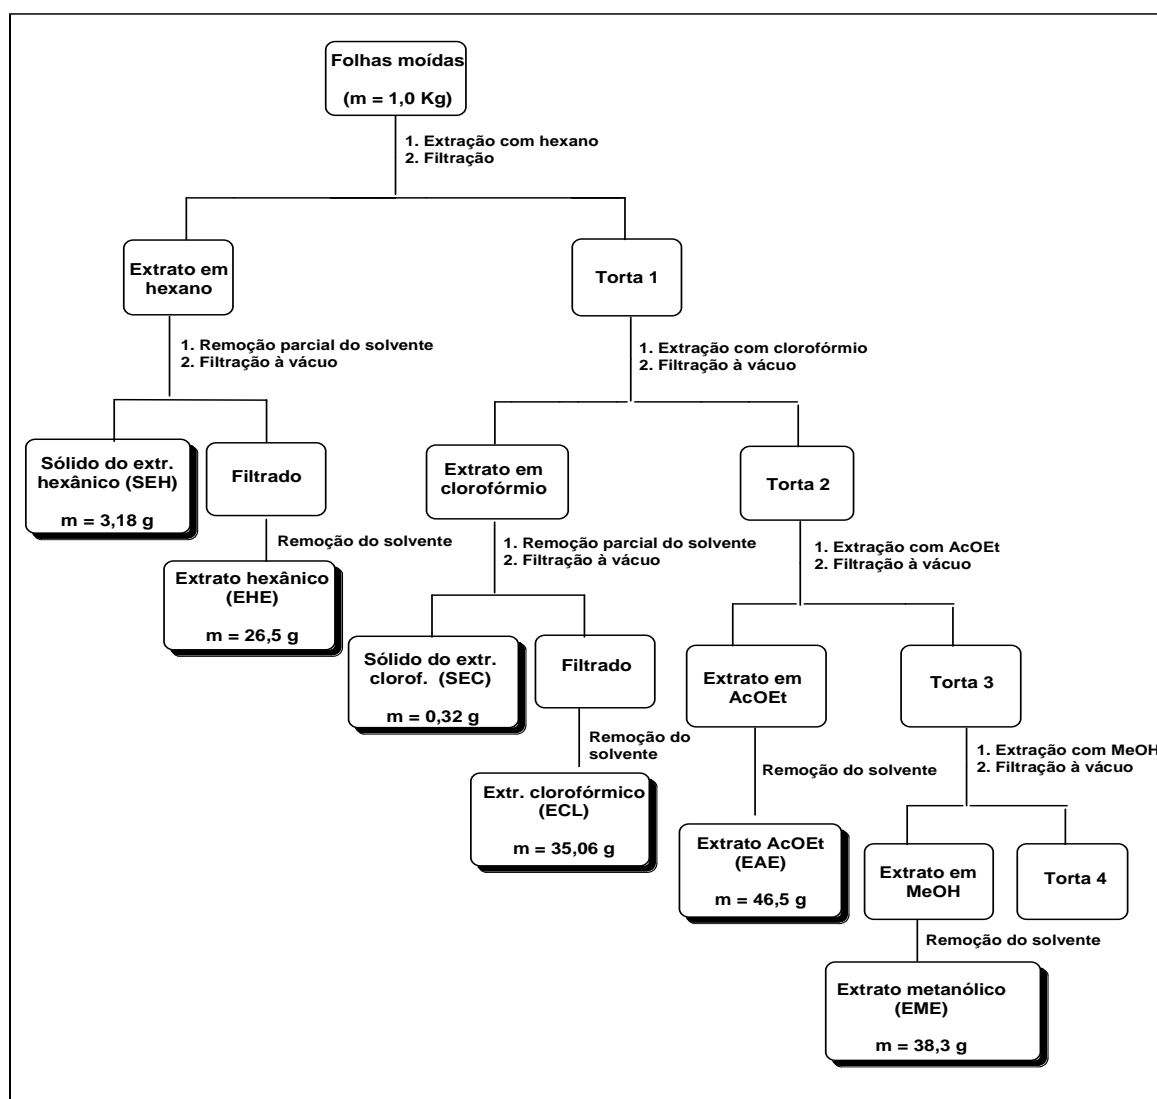 Folhas moídas
(m = 1,0 Kg)
1. Extração com hexano
2. Filtração
Extrato em
hexano
Torta 1
1. Remoção parcial do solvente
2. Filtração à vácuo
1. Extração com clorofórmio
2. Filtração à vácuo
Sólido do extr.
hexânico (SEH)
m = 3,18 g
Filtrado
Extrato em
clorofórmio
Torta 2
Remoção do solvente
1. Remoção parcial do solvente
2. Filtração à vácuo
1. Extração com AcOEt
2. Filtração à vácuo
Extrato hexânico
(EHE)
m = 26,5 g
Sólido do extr.
clorof.  (SEC)
m = 0,32 g
Filtrado
Extrato em
AcOEt
Torta 3
Remoção do
solvente
Remoção do solvente
1. Extração com MeOH
2. Filtração à vácuo
Extr. clorofórmico
(ECL)
m = 35,06 g
Extrato AcOEt
(EAE)
m = 46,5 g
Extrato em
MeOH
Torta 4
Remoção do solvente
Extrato metanólico
(EME)
m = 38,3 g